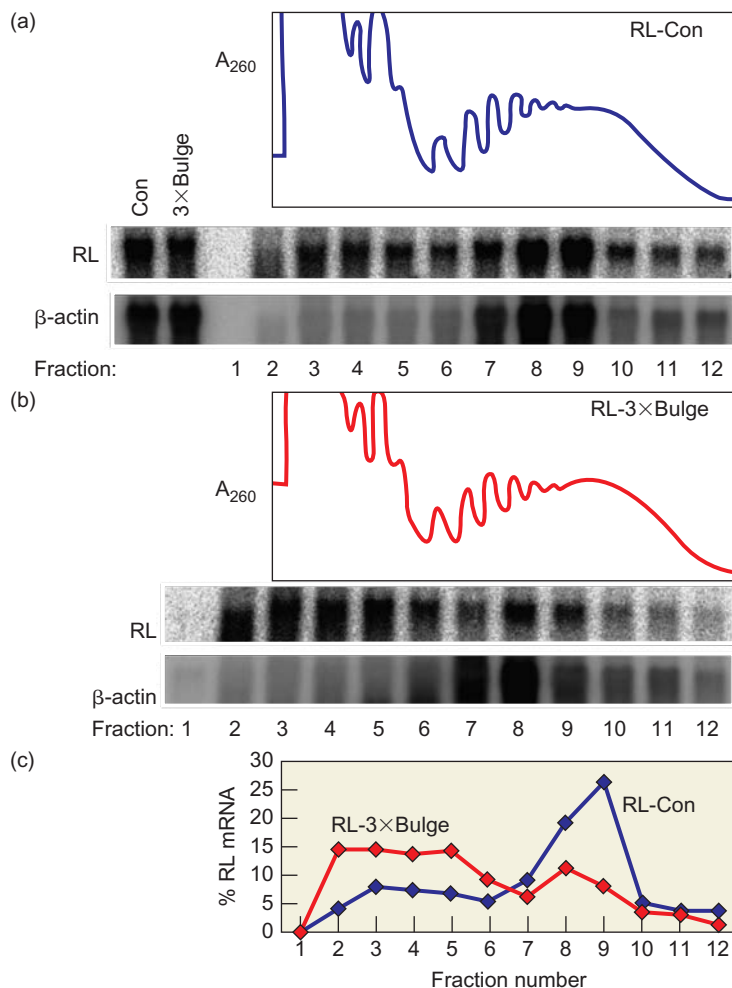 (a)
RL-Con
A₂₆₀
Con
3×Bulge
RL
β-actin
Fraction: 1 2 3 4 5 6 7 8 9 10 11 12
(b)
RL-3×Bulge
A₂₆₀
RL
β-actin
Fraction: 1 2 3 4 5 6 7 8 9 10 11 12
(c)
30
25
20
15
10
5
0
% RL mRNA
RL-3×Bulge
RL-Con
1 2 3 4 5 6 7 8 9 10 11 12
Fraction number